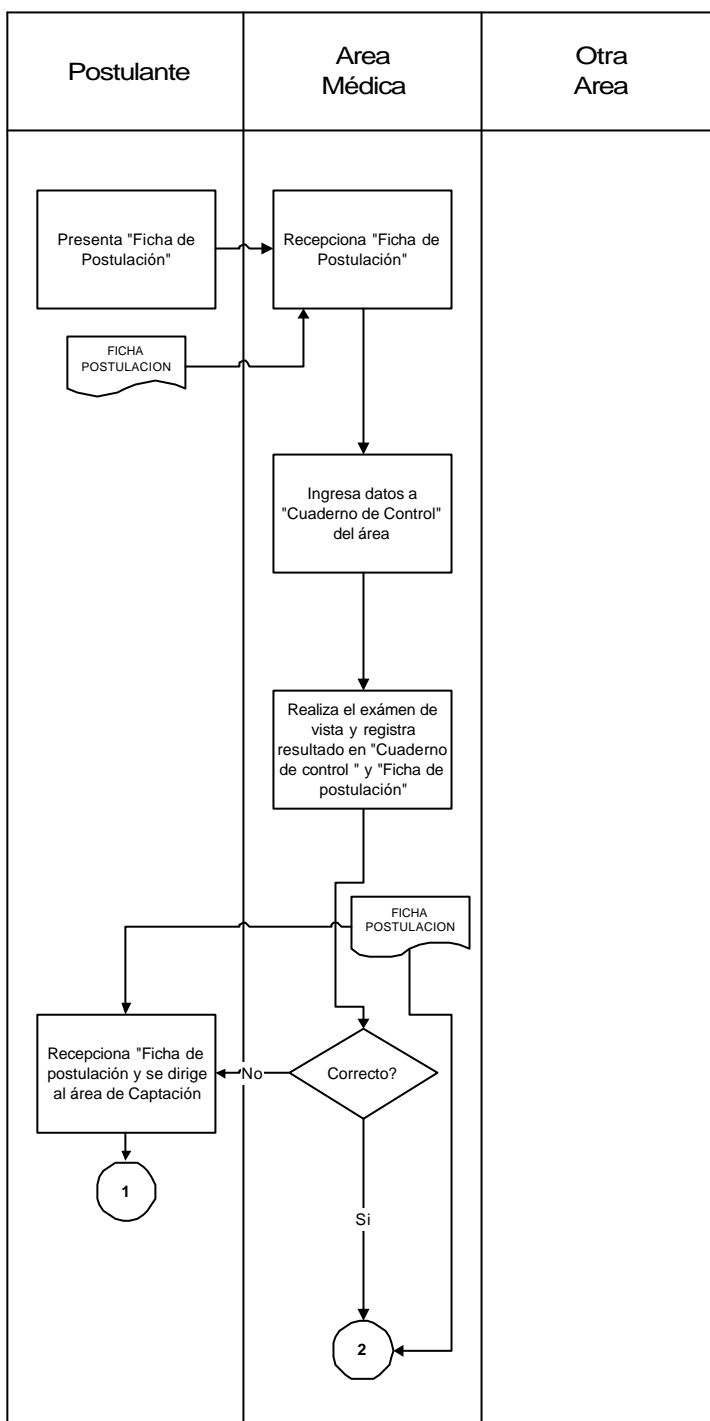 Postulante
Area
Médica
Otra
Area
Presenta "Ficha de
Postulación"
Recepciona "Ficha de
Postulación"
FICHA
POSTULACION
Ingresa datos a
"Cuaderno de Control"
del área
Realiza el exámen de
vista y registra
resultado en "Cuaderno
de control " y "Ficha de
postulación"
FICHA
POSTULACION
Recepciona "Ficha de
postulación y se dirige
al área de Captación
No
Correcto?
1
Si
2